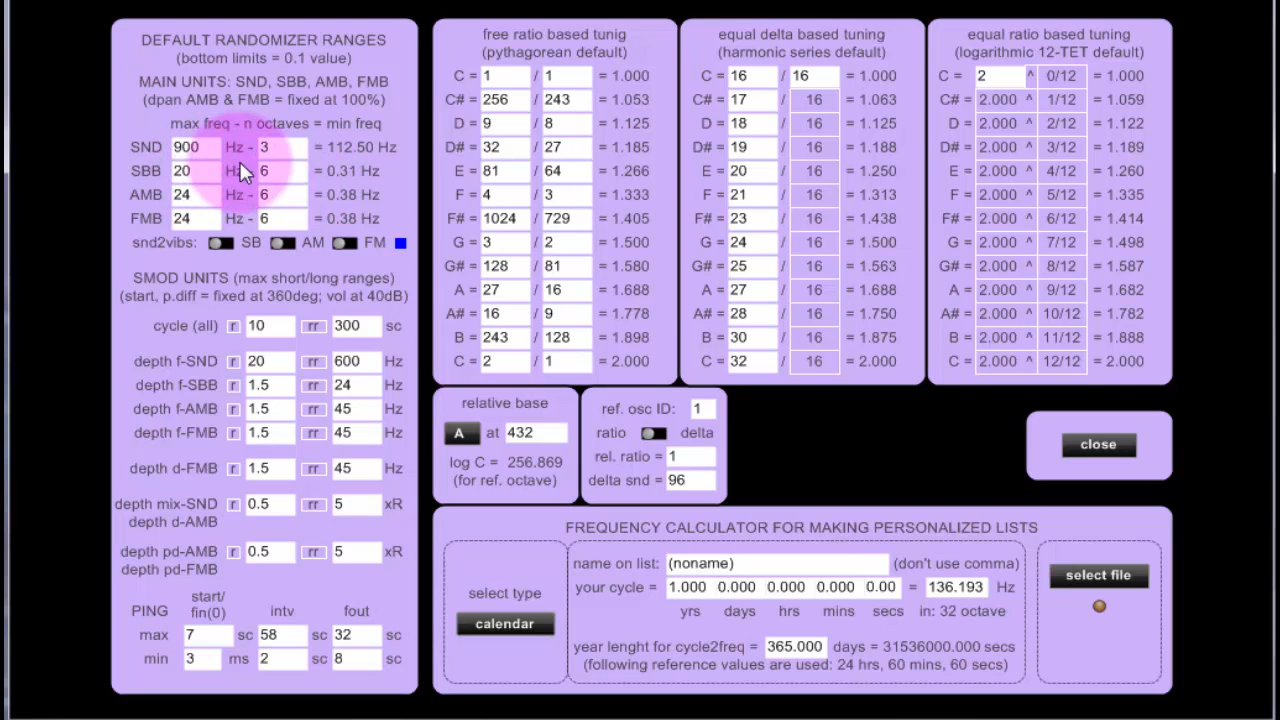 DEFAULT RANDOMIZER RANGES
(bottom limits = 0.1 value)
MAIN UNITS: SND, SBB, AMB, FMB
(dpan AMB & FMB = fixed at 100%)
max freq - n octaves = min freq
SND 900 Hz - 3 = 112.50 Hz
SBB 20 Hz - 6 = 0.31 Hz
AMB 24 Hz - 6 = 0.38 Hz
FMB 24 Hz - 6 = 0.38 Hz
snd2vibs: SB AM FM
SMOD UNITS (max short/long ranges)
(start, p.diff = fixed at 360deg; vol at 40dB)
cycle (all) r 10 rr 300 sc
depth f-SND r 20 rr 600 Hz
depth f-SBB r 1.5 rr 24 Hz
depth f-AMB r 1.5 rr 45 Hz
depth f-FMB r 1.5 rr 45 Hz
depth d-FMB r 1.5 rr 45 Hz
depth mix-SND r 0.5 rr 5 xR
depth d-AMB
depth pd-AMB r 0.5 rr 5 xR
depth pd-FMB
start/
PING fin(0) intv fout
max 7 sc 58 sc 32 sc
min 3 ms 2 sc 8 sc
free ratio based tunig
(pythagorean default)
C = 1 / 1 = 1.000
C# = 256 / 243 = 1.053
D = 9 / 8 = 1.125
D# = 32 / 27 = 1.185
E = 81 / 64 = 1.266
F = 4 / 3 = 1.333
F# = 1024 / 729 = 1.405
G = 3 / 2 = 1.500
G# = 128 / 81 = 1.580
A = 27 / 16 = 1.688
A# = 16 / 9 = 1.778
B = 243 / 128 = 1.898
C = 2 / 1 = 2.000
equal delta based tuning
(harmonic series default)
C = 16 / 16 = 1.000
C# = 17 / 16 = 1.063
D = 18 / 16 = 1.125
D# = 19 / 16 = 1.188
E = 20 / 16 = 1.250
F = 21 / 16 = 1.313
F# = 23 / 16 = 1.438
G = 24 / 16 = 1.500
G# = 25 / 16 = 1.563
A = 27 / 16 = 1.688
A# = 28 / 16 = 1.750
B = 30 / 16 = 1.875
C = 32 / 16 = 2.000
equal ratio based tuning
(logarithmic 12-TET default)
C = 2 ^ 0/12 = 1.000
C# = 2.000 ^ 1/12 = 1.059
D = 2.000 ^ 2/12 = 1.122
D# = 2.000 ^ 3/12 = 1.189
E = 2.000 ^ 4/12 = 1.260
F = 2.000 ^ 5/12 = 1.335
F# = 2.000 ^ 6/12 = 1.414
G = 2.000 ^ 7/12 = 1.498
G# = 2.000 ^ 8/12 = 1.587
A = 2.000 ^ 9/12 = 1.682
A# = 2.000 ^ 10/12 = 1.782
B = 2.000 ^ 11/12 = 1.888
C = 2.000 ^ 12/12 = 2.000
relative base
A at 432
log C = 256.869
(for ref. octave)
ref. osc ID: 1
ratio delta
rel. ratio = 1
delta snd = 96
close
FREQUENCY CALCULATOR FOR MAKING PERSONALIZED LISTS
select type
calendar
name on list: (noname) (don't use comma)
your cycle = 1.000 0.000 0.000 0.000 0.00 = 136.193 Hz
yrs days hrs mins secs in: 32 octave
year lenght for cycle2freq = 365.000 days = 31536000.000 secs
(following reference values are used: 24 hrs, 60 mins, 60 secs)
select file